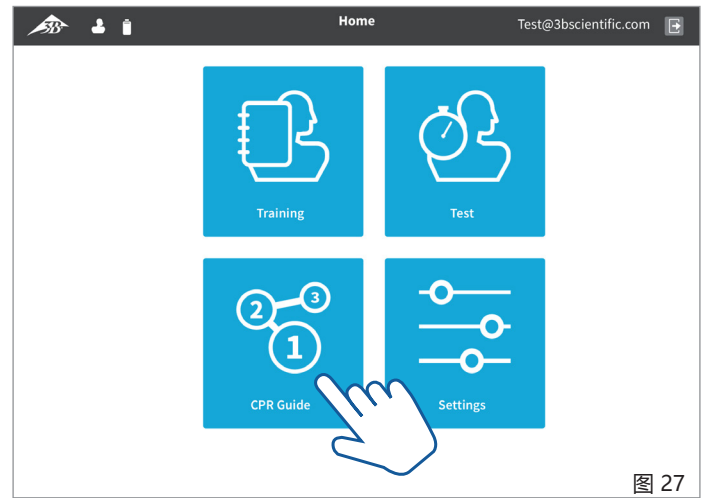 3B
Home
Test@3bscientific.com
Training
Test
2
3
1
CPR Guide
Settings
图 27